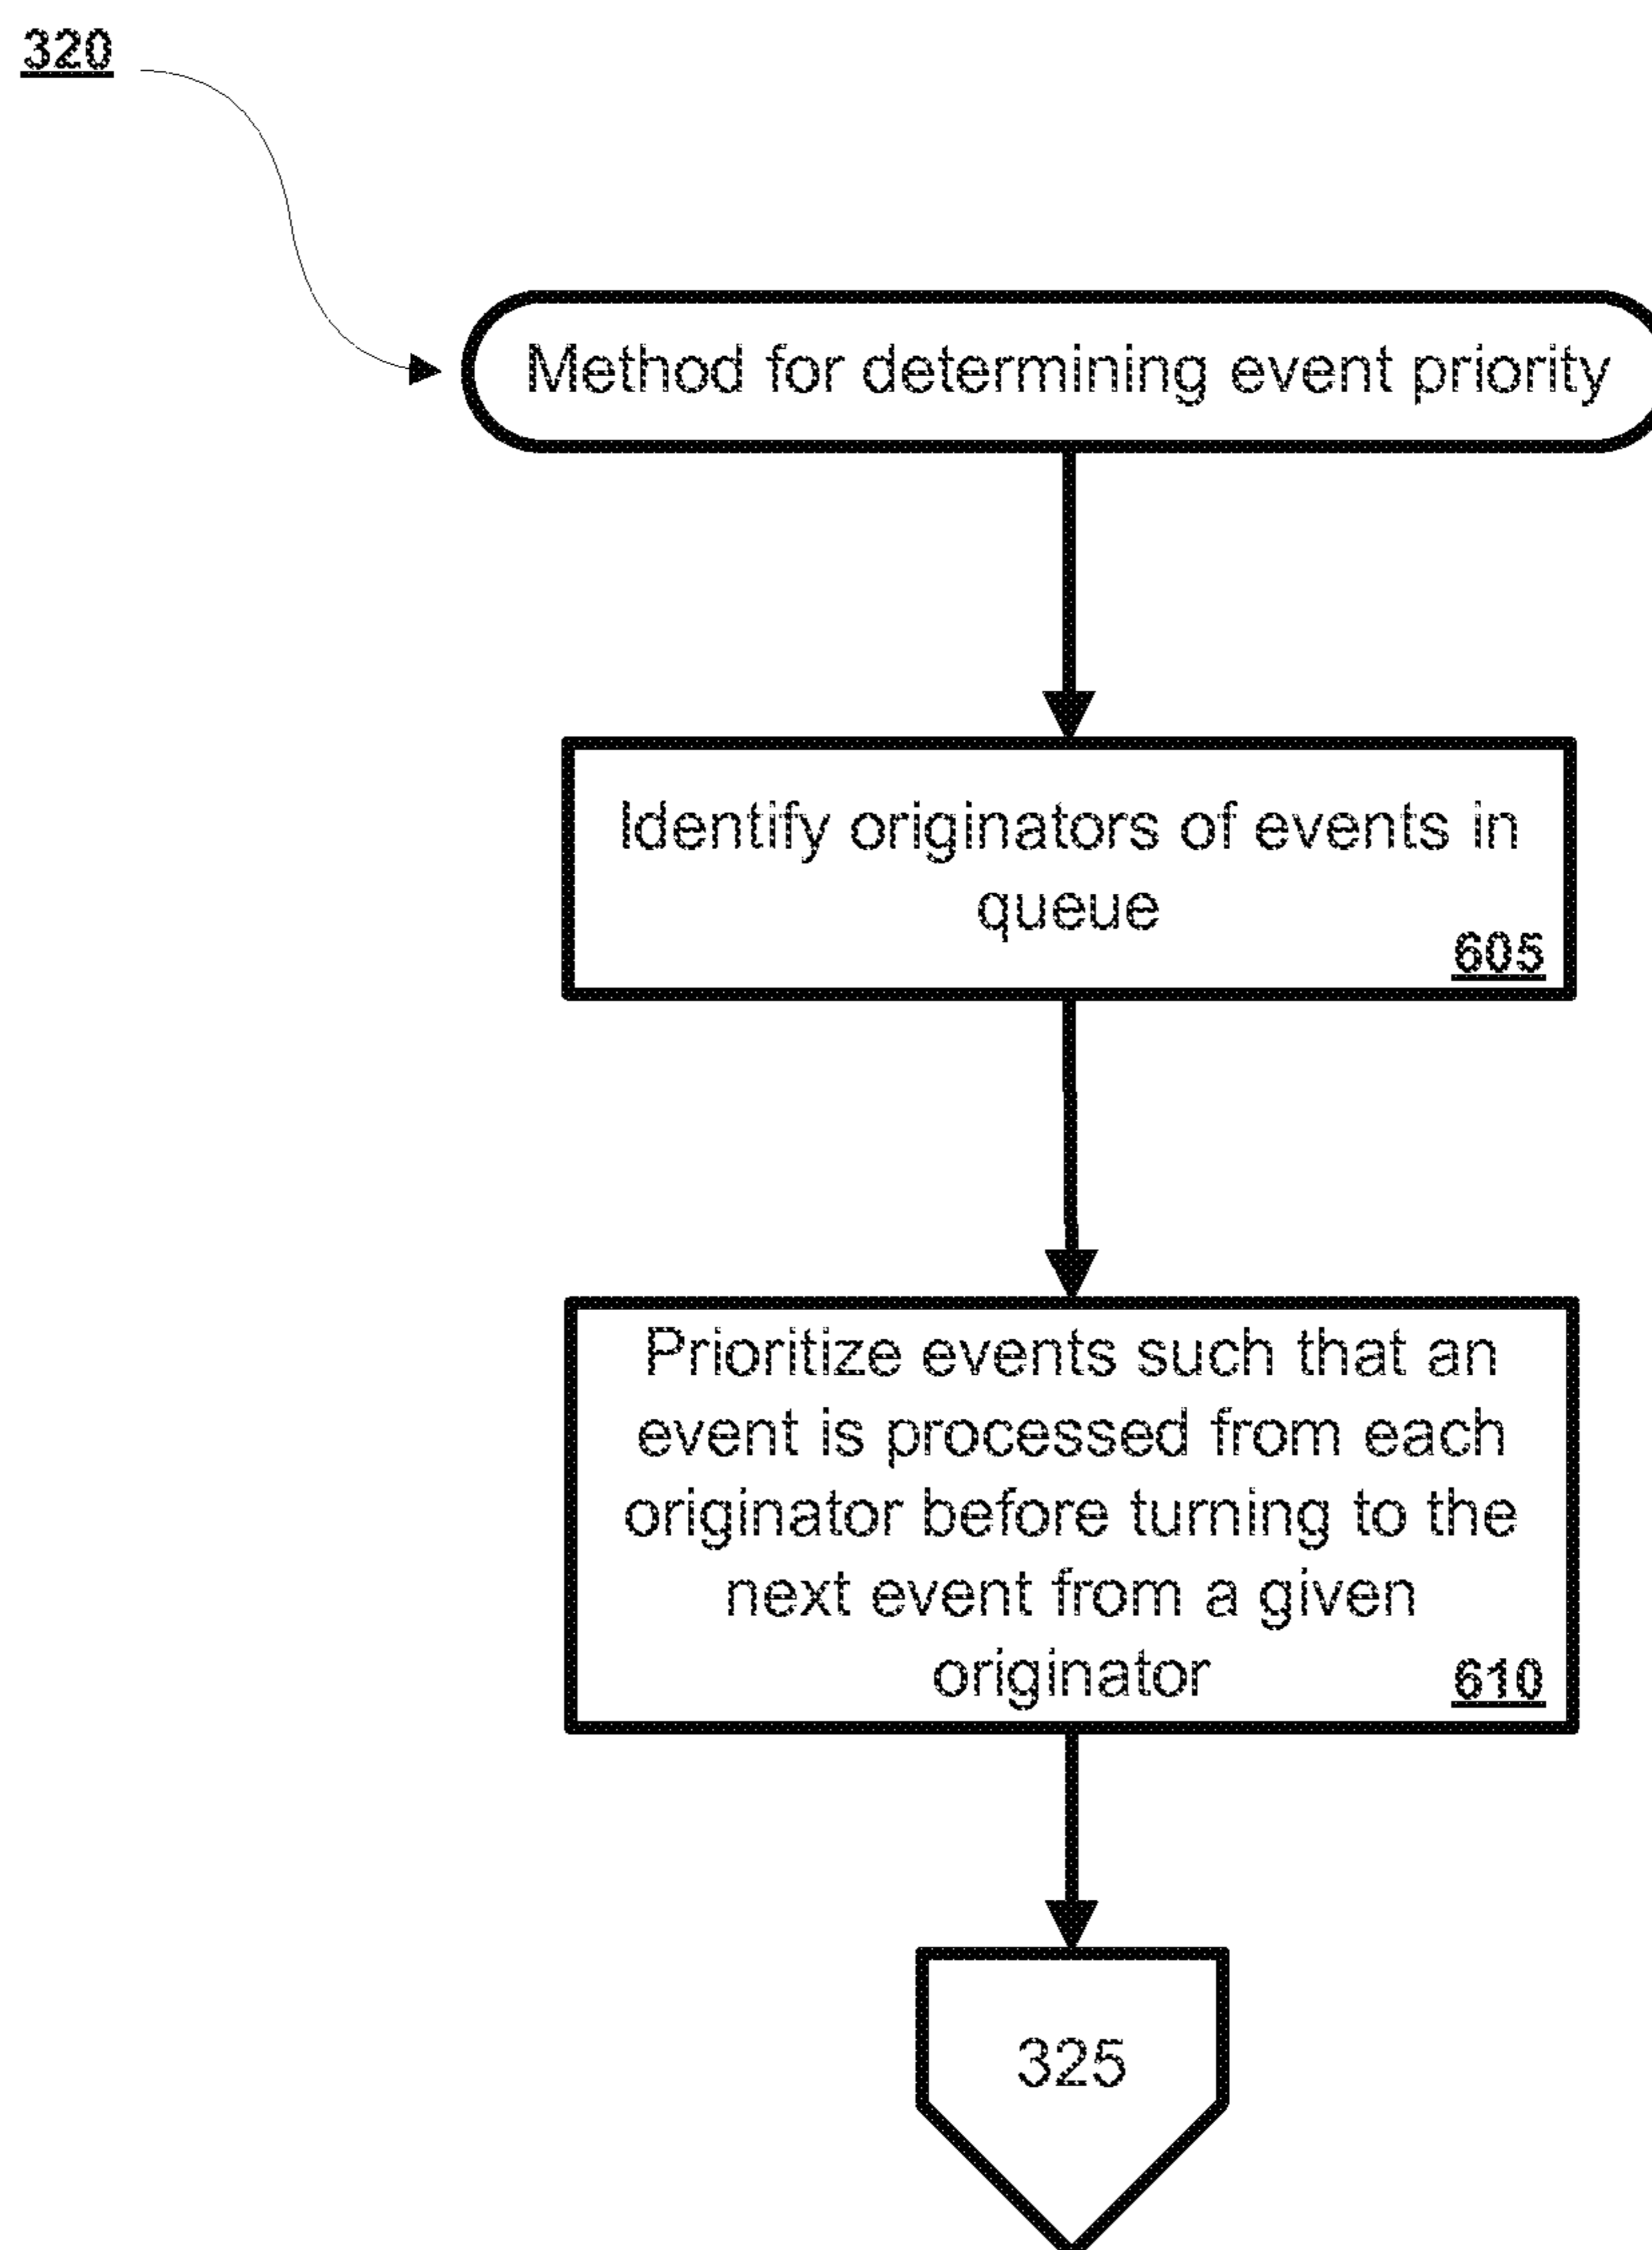 320
Method for determining event priority
Identify originators of events in
queue
605
Prioritize events such that an
event is processed from each
originator before turning to the
next event from a given
originator
610
325